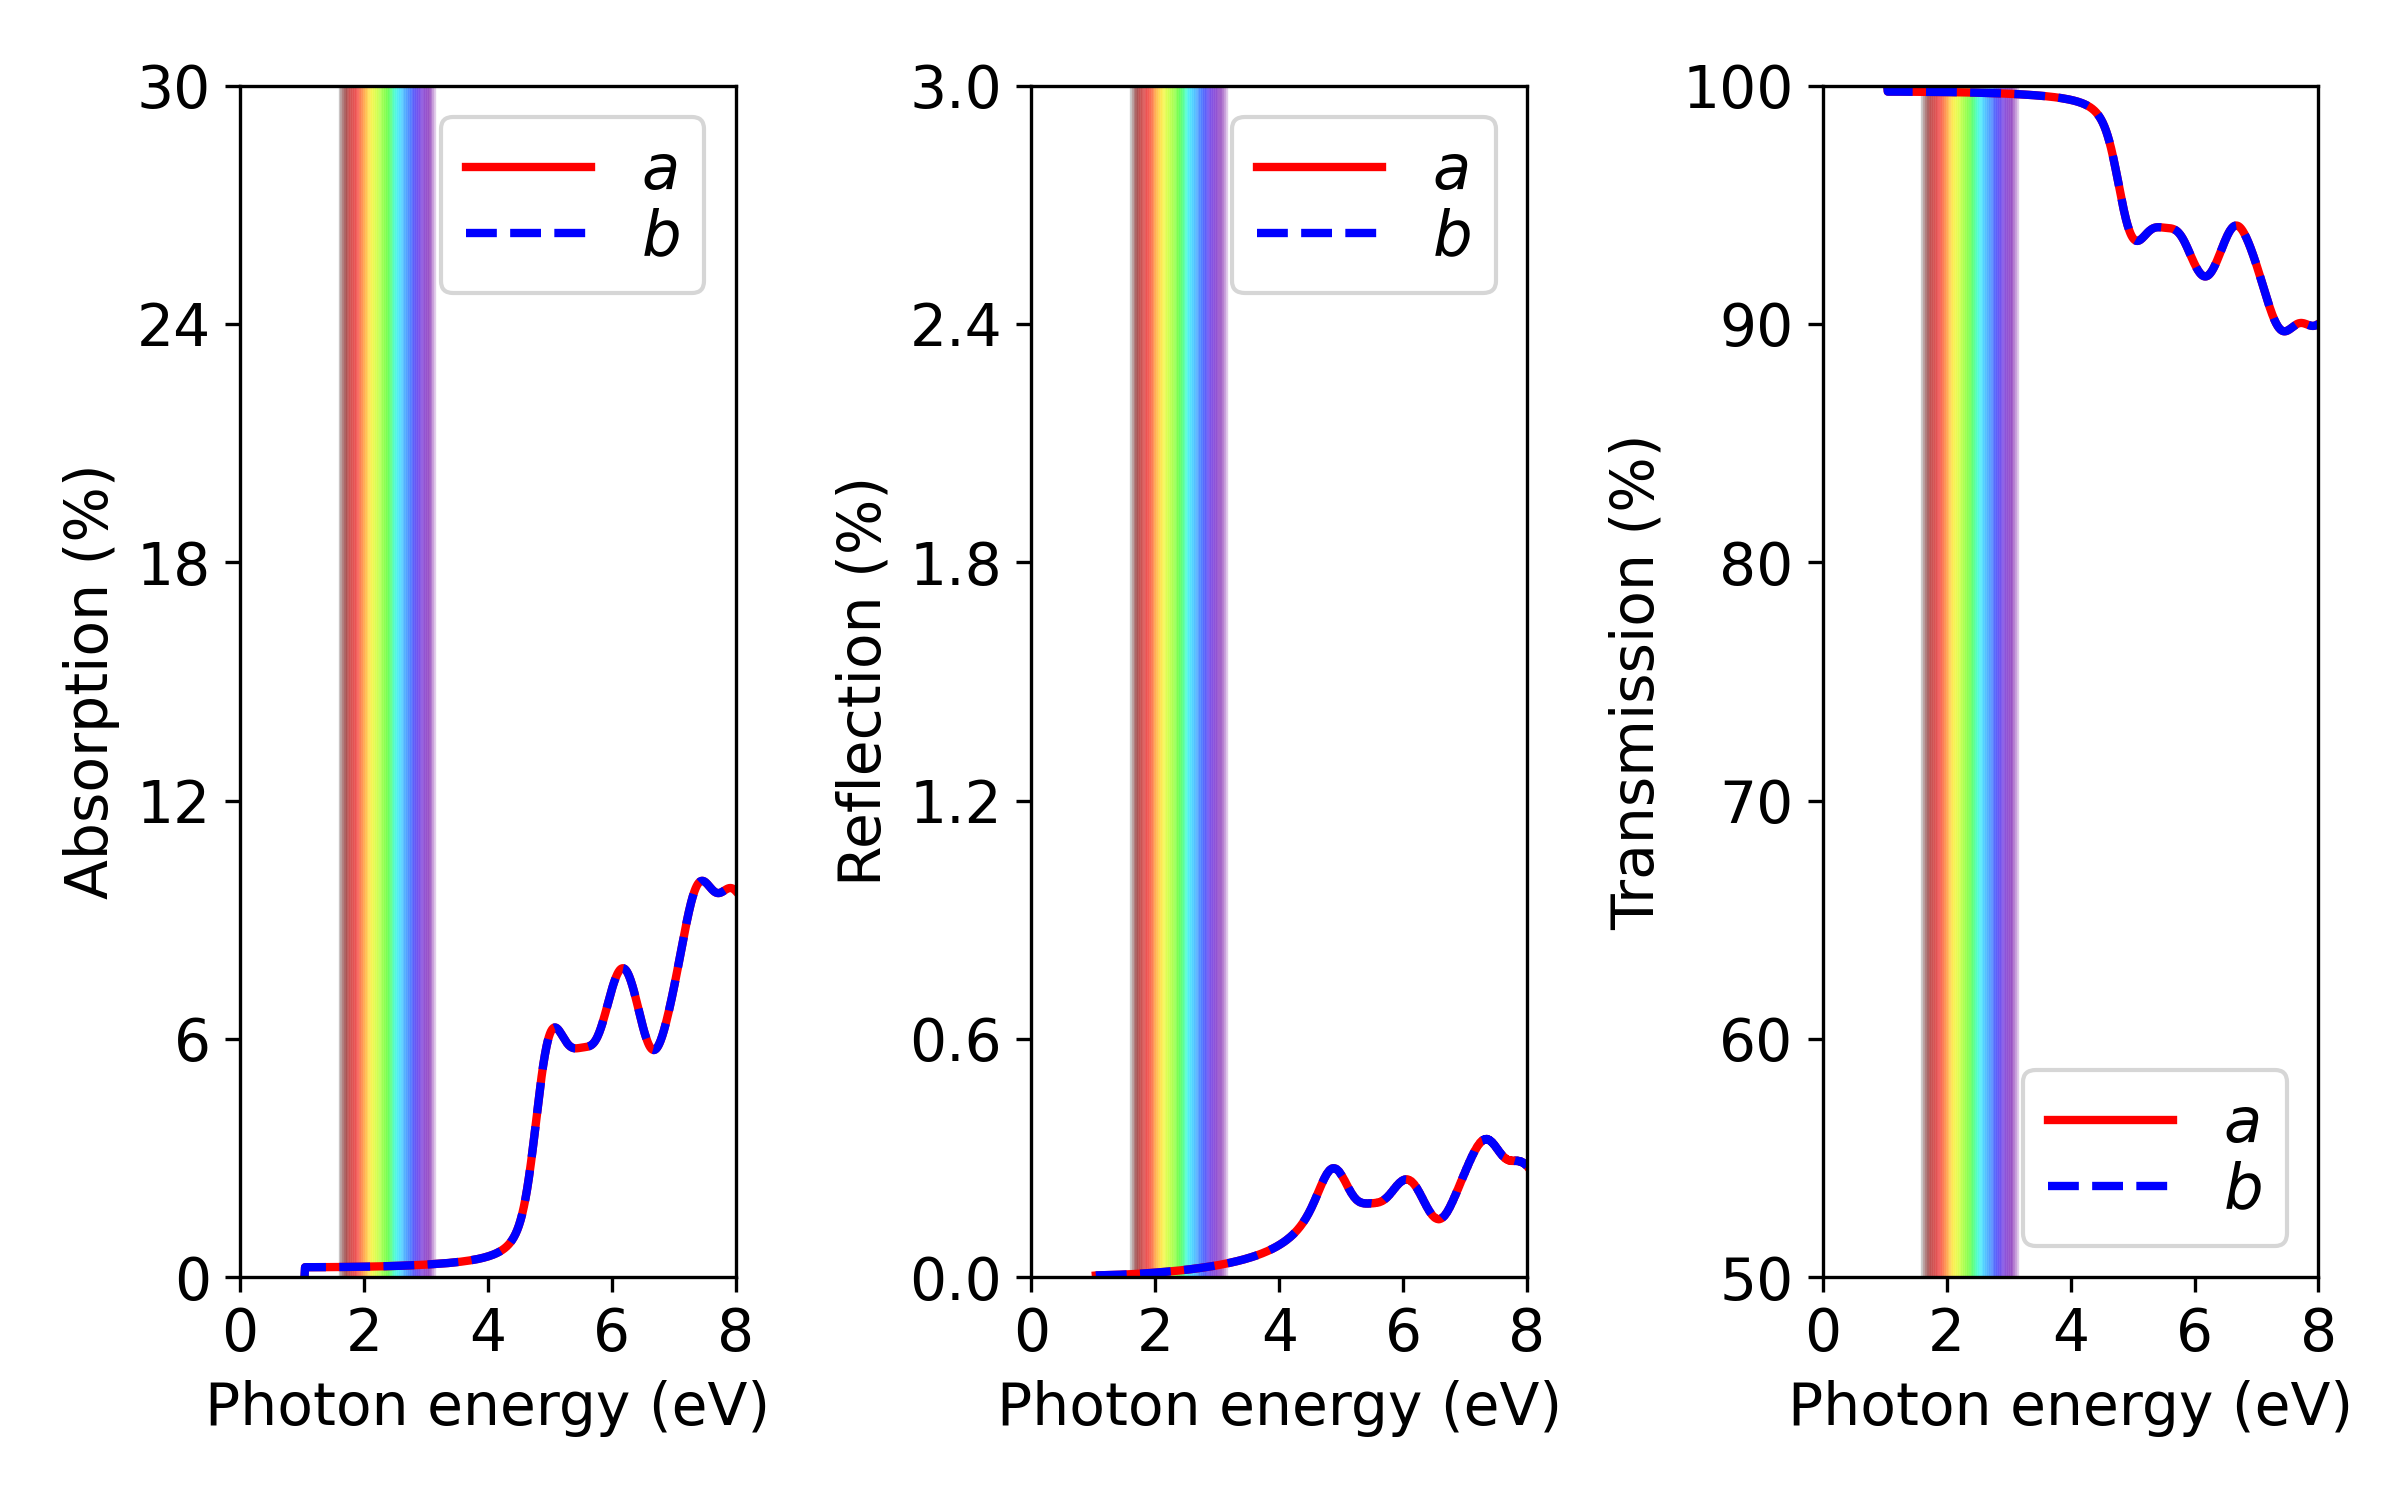 30
24
18
12
6
0
0 2 4 6 8
Absorption (%)
Photon energy (eV)
a
b
3.0
2.4
1.8
1.2
0.6
0.0
0 2 4 6 8
Reflection (%)
Photon energy (eV)
a
b
100
90
80
70
60
50
0 2 4 6 8
Transmission (%)
Photon energy (eV)
a
b